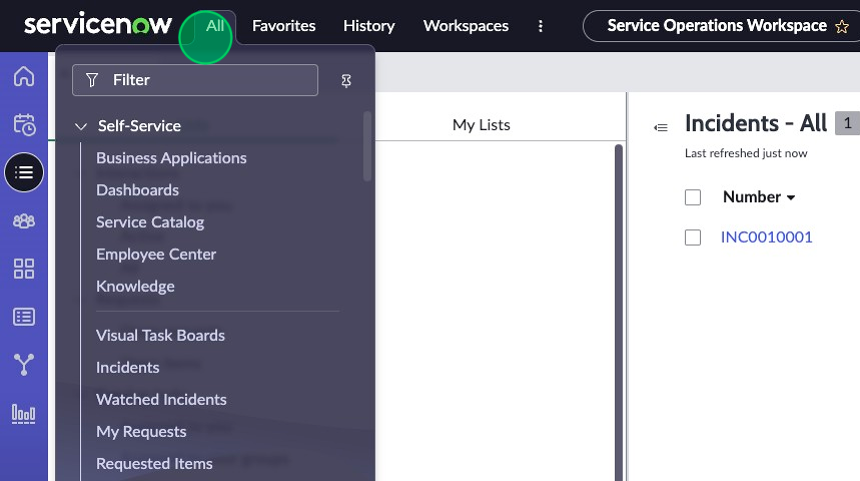 servicenow All Favorites History Workspaces Service Operations Workspace
Filter
Self-Service
Business Applications
Dashboards
Service Catalog
Employee Center
Knowledge
Visual Task Boards
Incidents
Watched Incidents
My Requests
Requested Items
My Lists
Incidents - All 1
Last refreshed just now
Number
INC0010001